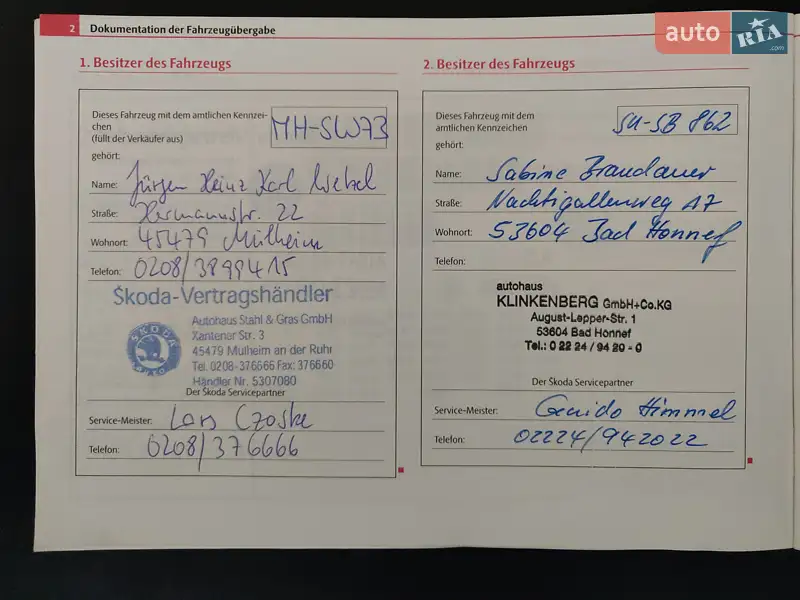 auto RIA .com
2 Dokumentation der Fahrzeugübergabe
1. Besitzer des Fahrzeugs
Dieses Fahrzeug mit dem amtlichen Kennzei-
chen
(füllt der Verkäufer aus)
MH-SW73
gehört:
Name: Jürgen Heinz Karl Wetzel
Straße: Hermannstr. 22
Wohnort: 45479 Mülheim
Telefon: 0208/3899415
Škoda-Vertragshändler
ŠKODA
AUTO
Autohaus Stahl & Gras GmbH
Xantener Str. 3
45479 Mülheim an der Ruhr
Tel. 0208-376666 Fax: 376660
Händler Nr. 5307080
Der Škoda Servicepartner
Service-Meister: Lars Czoske
Telefon: 0208/376666
2. Besitzer des Fahrzeugs
Dieses Fahrzeug mit dem
amtlichen Kennzeichen
SU-SB 862
gehört:
Name: Sabine Brandauer
Straße: Nachtigallenweg 17
Wohnort: 53604 Bad Honnef
Telefon:
autohaus
KLINKENBERG GmbH+Co.KG
August-Lepper-Str. 1
53604 Bad Honnef
Tel.: 0 22 24 / 94 20 - 0
Der Škoda Servicepartner
Service-Meister: Guido Himmel
Telefon: 02224/942022